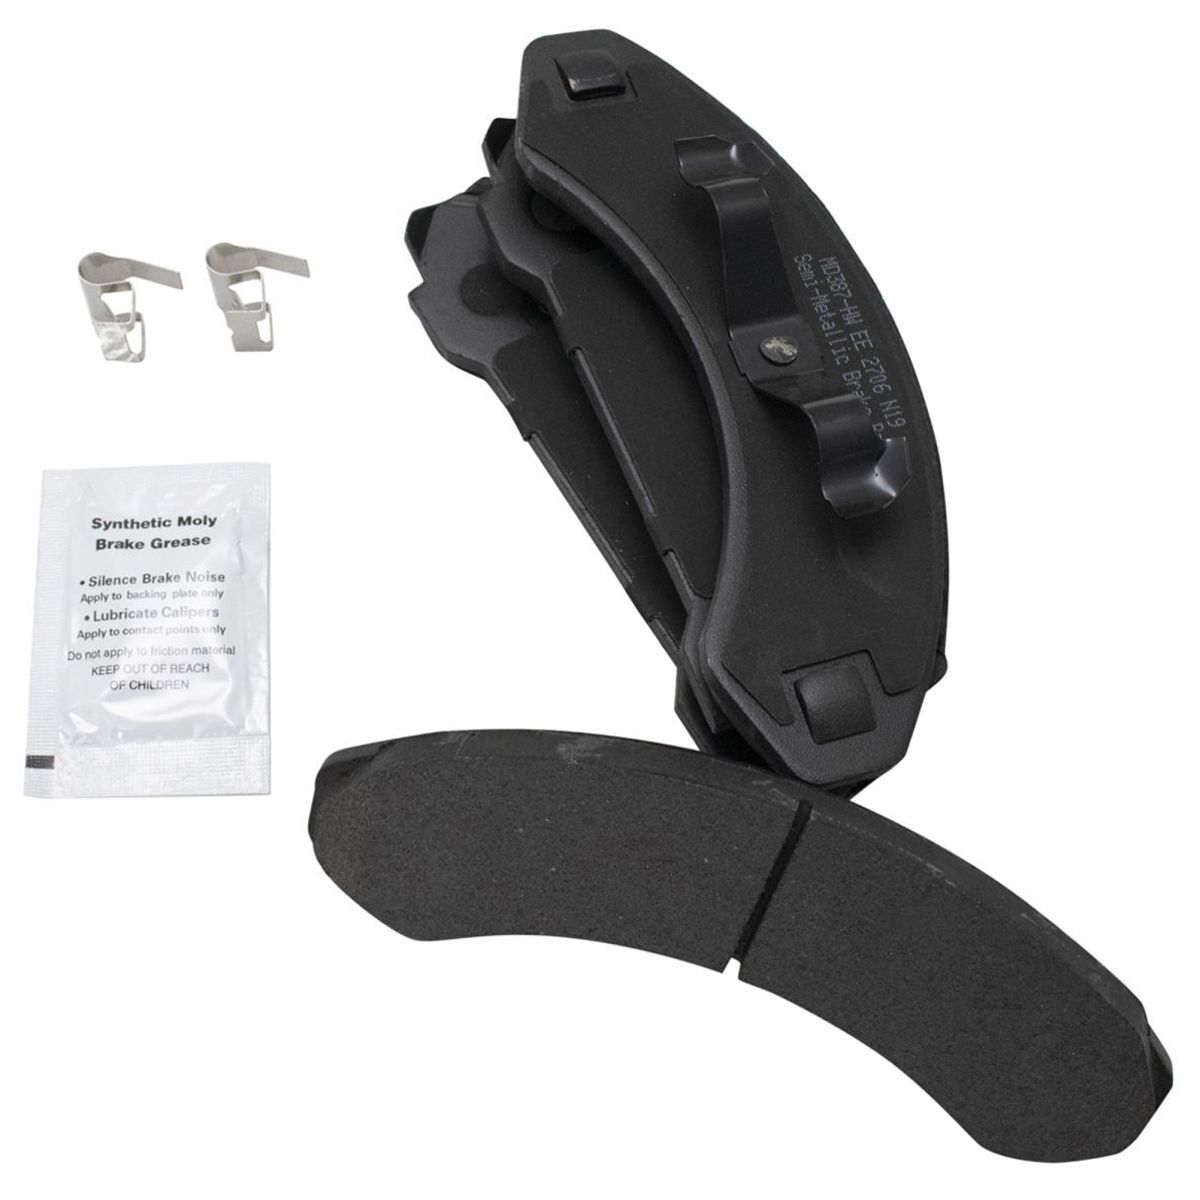 MD387-HW EE 2706 N19
Semi-Metallic Brake
Synthetic Moly
Brake Grease
• Silence Brake Noise
Apply to backing plate only
• Lubricate Calipers
Apply to contact points only
Do not apply to friction material
KEEP OUT OF REACH
OF CHILDREN